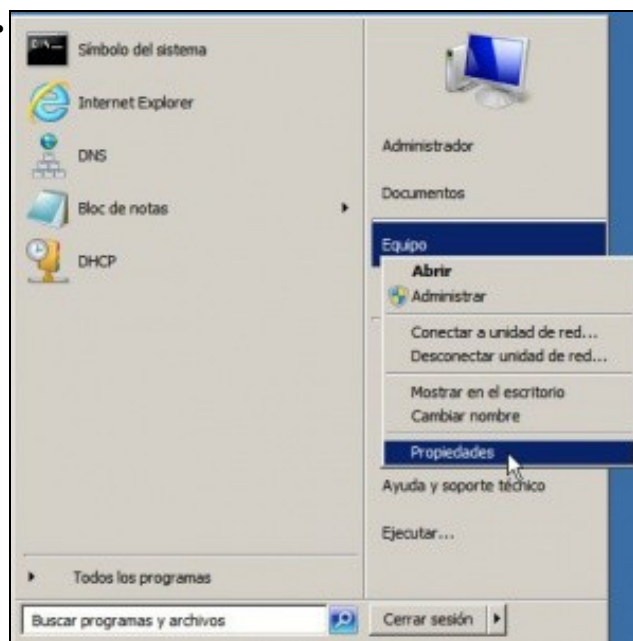 Símbolo del sistema
Internet Explorer
DNS
Bloc de notas
DHCP
Todos los programas
Buscar programas y archivos
Administrador
Documentos
Equipo
Abrir
Administrar
Conectar a unidad de red...
Desconectar unidad de red...
Mostrar en el escritorio
Cambiar nombre
Propiedades
Ayuda y soporte técnico
Ejecutar...
Cerrar sesión